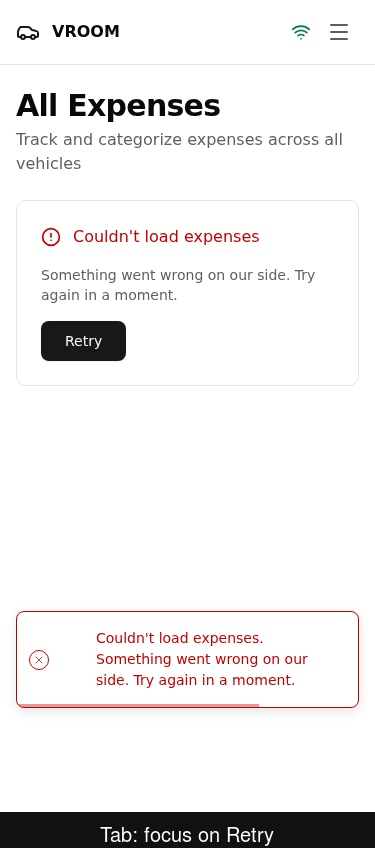 VROOM
All Expenses
Track and categorize expenses across all
vehicles
Couldn't load expenses
Something went wrong on our side. Try
again in a moment.
Retry
Couldn't load expenses.
Something went wrong on our
side. Try again in a moment.
Tab: focus on Retry